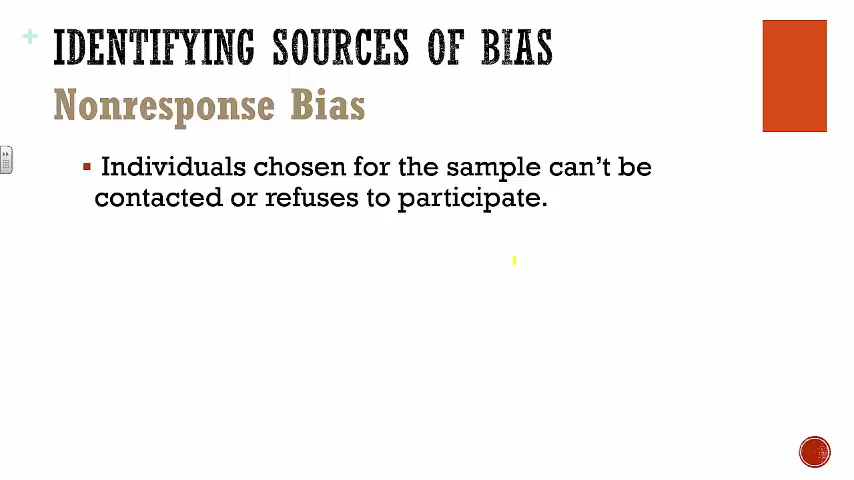 IDENTIFYING SOURCES OF BIAS
Nonresponse Bias
Individuals chosen for the sample can't be
contacted or refuses to participate.